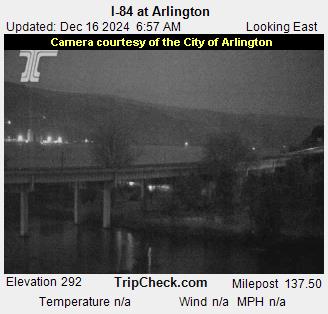 I-84 at Arlington
Updated: Dec 16 2024 6:57 AM Looking East
Camera courtesy of the City of Arlington
Elevation 292 TripCheck.com Milepost 137.50
Temperature n/a Wind n/a MPH n/a